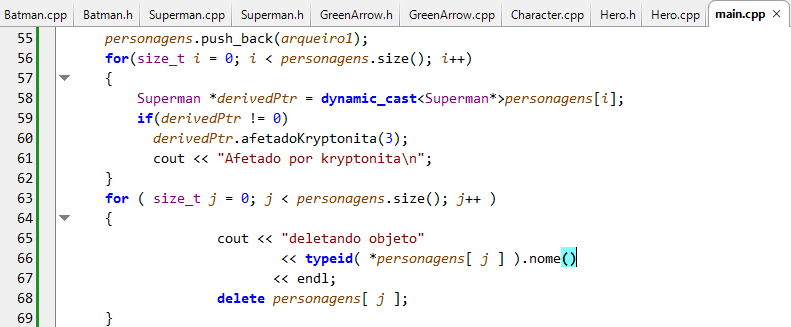 Batman.cpp Batman.h Superman.cpp Superman.h GreenArrow.h GreenArrow.cpp Character.cpp Hero.h Hero.cpp main.cpp ×
55 personagens.push_back(arqueiro1);
56 for(size_t i = 0; i < personagens.size(); i++)
57 {
58 Superman *derivedPtr = dynamic_cast<Superman*>personagens[i];
59 if(derivedPtr != 0)
60 derivedPtr.afetadoKryptonita(3);
61 cout << "Afetado por kryptonita\n";
62 }
63 for ( size_t j = 0; j < personagens.size(); j++ )
64 {
65 cout << "deletando objeto"
66 << typeid( *personagens[ j ] ).nome()
67 << endl;
68 delete personagens[ j ];
69 }